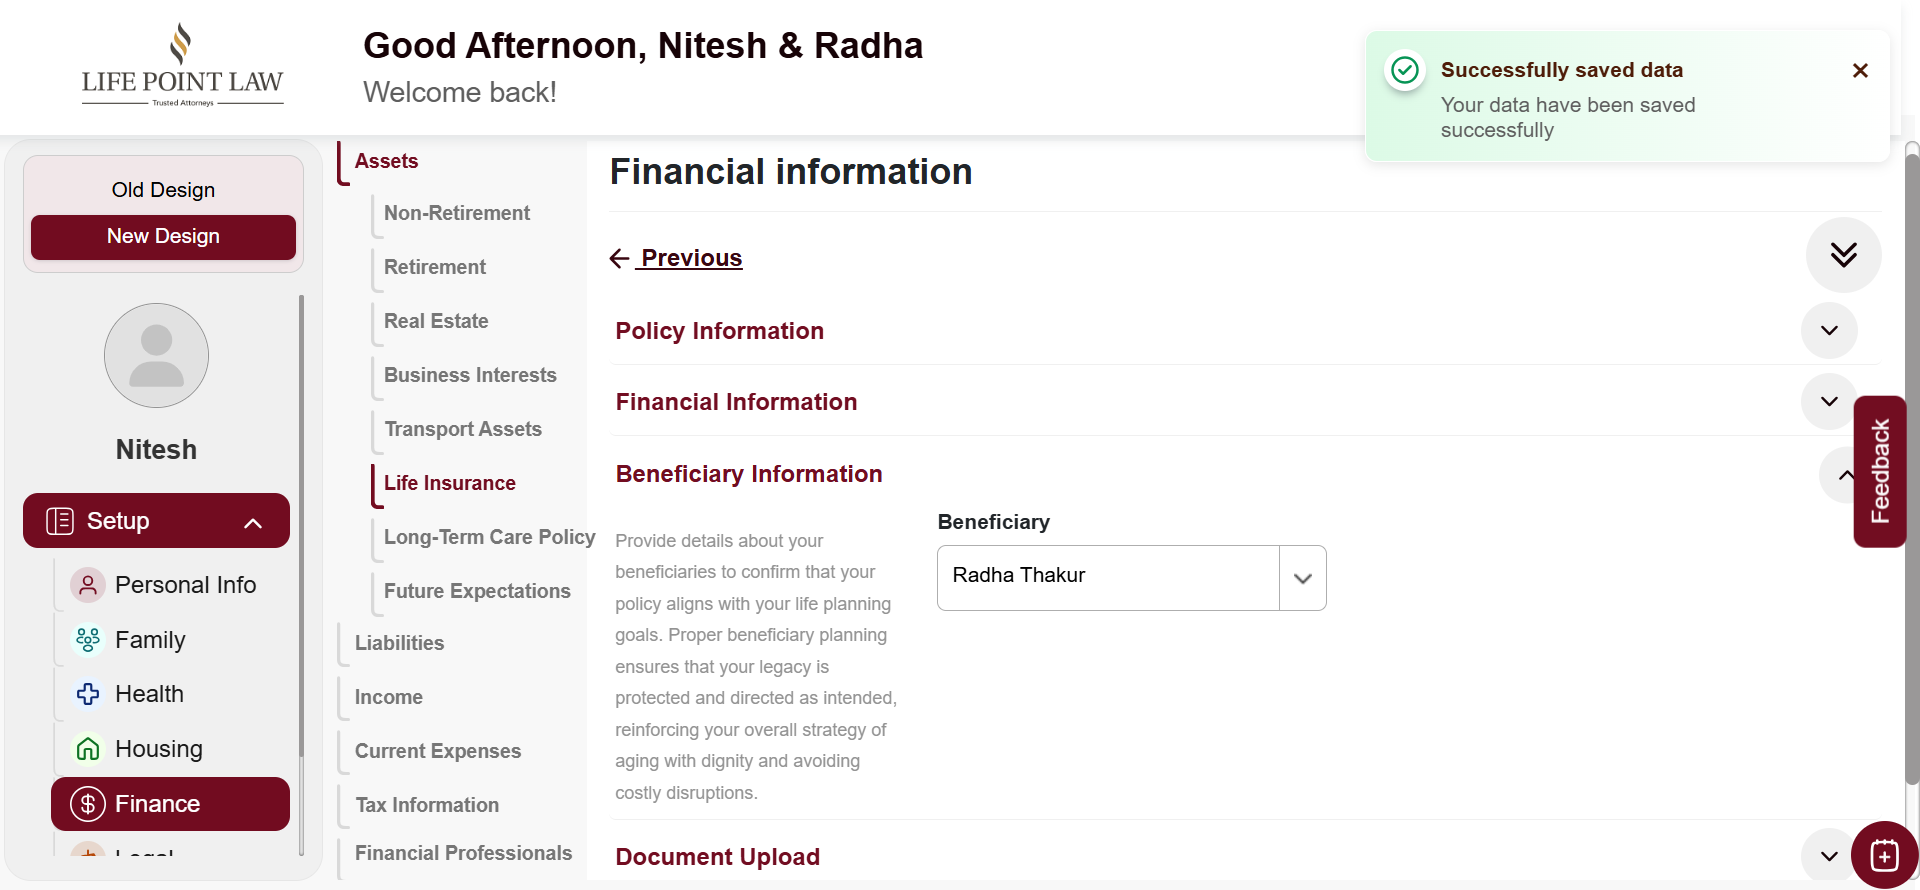 LIFE POINT LAW
Trusted Attorneys
Good Afternoon, Nitesh & Radha
Welcome back!
Successfully saved data
Your data have been saved
successfully
Old Design
New Design
Nitesh
Setup
Personal Info
Family
Health
Housing
Finance
Legal
Assets
Non-Retirement
Retirement
Real Estate
Business Interests
Transport Assets
Life Insurance
Long-Term Care Policy
Future Expectations
Liabilities
Income
Current Expenses
Tax Information
Financial Professionals
Financial information
Previous
Policy Information
Financial Information
Beneficiary Information
Provide details about your
beneficiaries to confirm that your
policy aligns with your life planning
goals. Proper beneficiary planning
ensures that your legacy is
protected and directed as intended,
reinforcing your overall strategy of
aging with dignity and avoiding
costly disruptions.
Beneficiary
Radha Thakur
Document Upload
Feedback